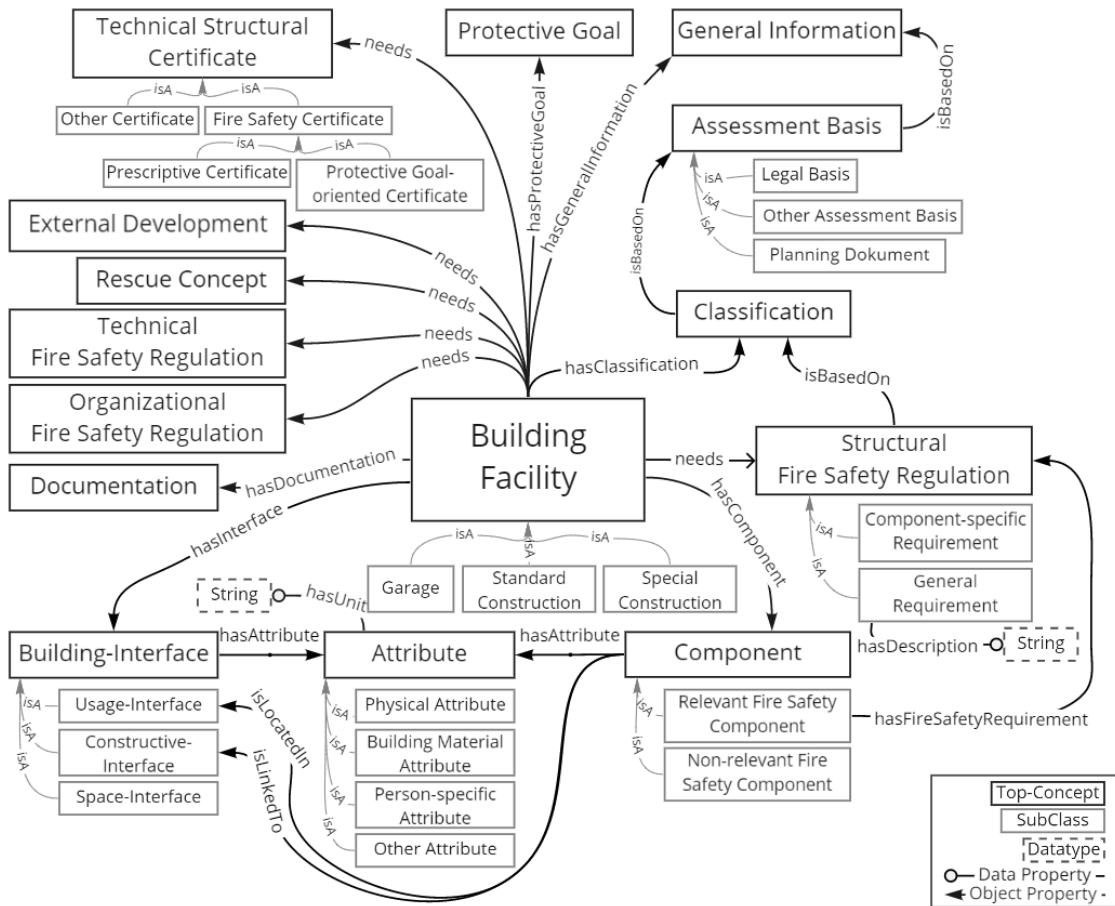 Technical Structural
Certificate
needs
Protective Goal
General Information
isA
isA
Other Certificate
Fire Safety Certificate
isA
isA
Prescriptive Certificate
Protective Goal-
oriented Certificate
hasProtectiveGoal
hasGeneralInformation
isBasedOn
Assessment Basis
isA
Legal Basis
isA
Other Assessment Basis
isA
Planning Dokument
isBasedOn
External Development
needs
Rescue Concept
needs
Technical
Fire Safety Regulation
needs
Organizational
Fire Safety Regulation
needs
Classification
hasClassification
isBasedOn
Building
Facility
needs
Structural
Fire Safety Regulation
Documentation
hasDocumentation
hasInterface
hasComponent
isA
Component-specific
Requirement
isA
General
Requirement
hasDescription
String
isA
isA
isA
Garage
Standard
Construction
Special
Construction
String
hasUnit
Building-Interface
hasAttribute
Attribute
hasAttribute
Component
isA
Usage-Interface
isA
Constructive-
Interface
isA
Space-Interface
isLocatedIn
isLinkedTo
isA
Physical Attribute
isA
Building Material
Attribute
isA
Person-specific
Attribute
isA
Other Attribute
isA
Relevant Fire Safety
Component
isA
Non-relevant Fire
Safety Component
hasFireSafetyRequirement
Top-Concept
SubClass
Datatype
Data Property
Object Property